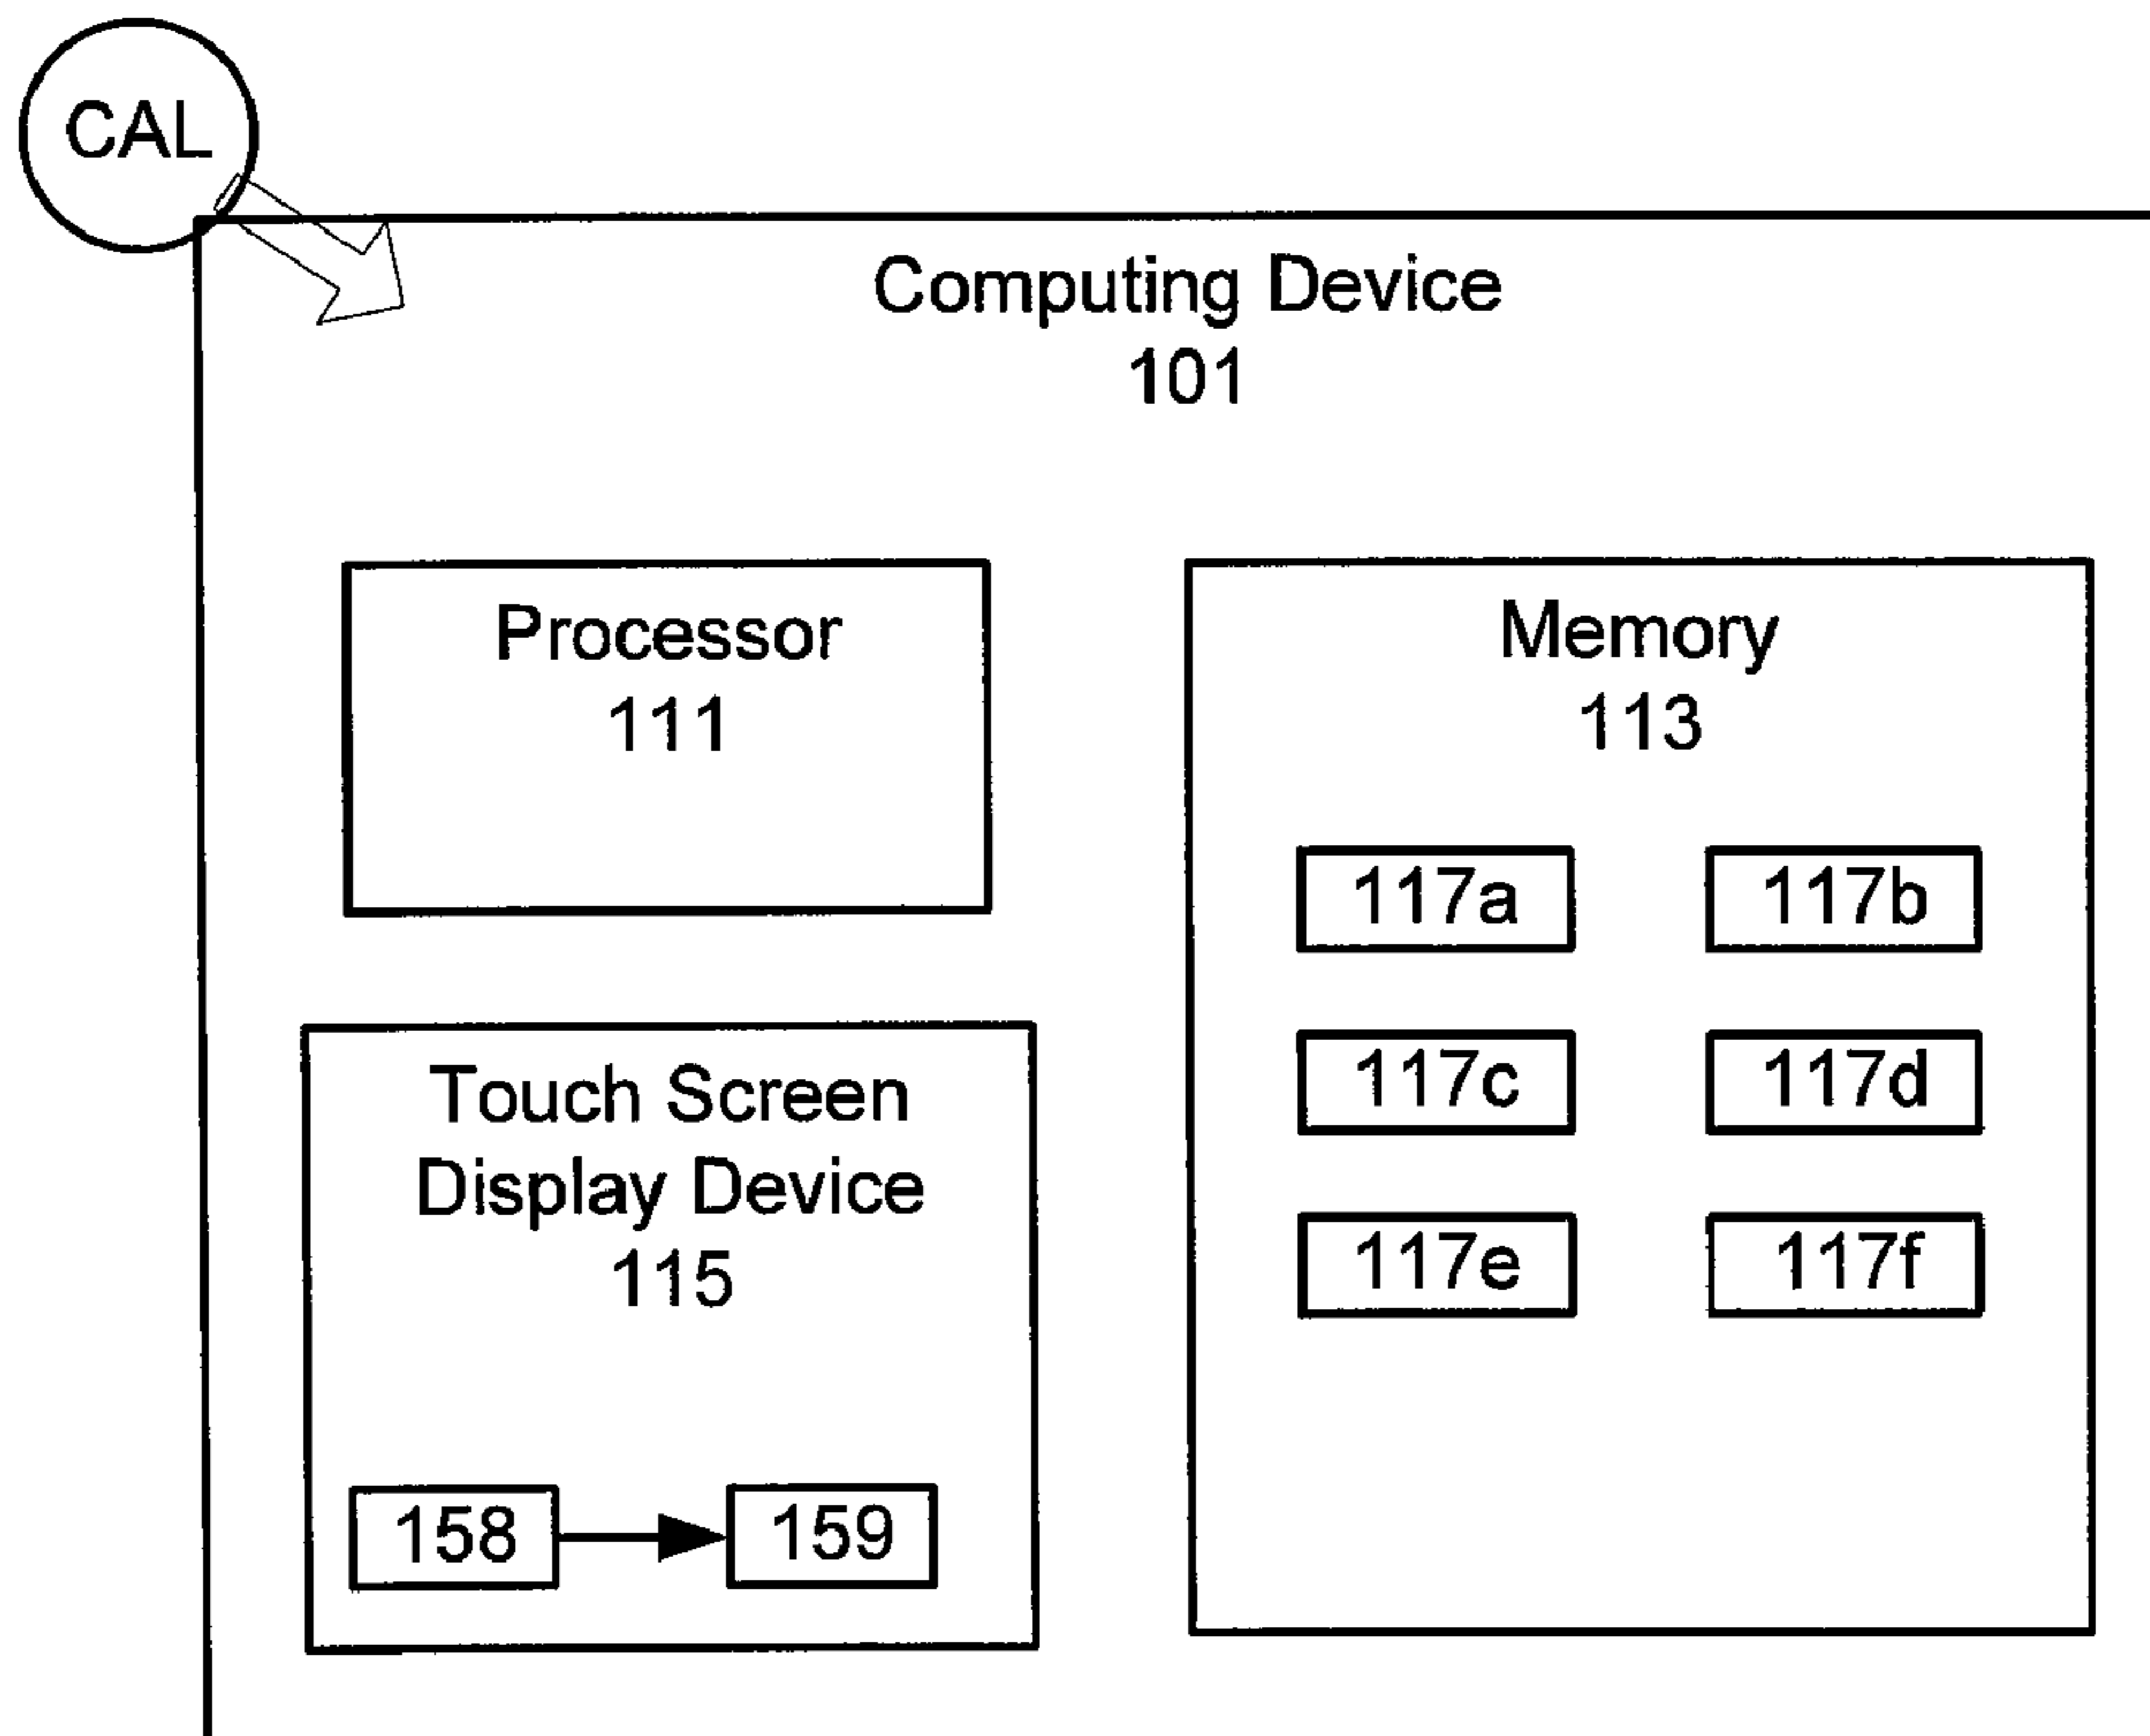 CAL
Computing Device
101
Processor
111
Memory
113
117a
117b
117c
117d
117e
117f
Touch Screen
Display Device
115
158
159